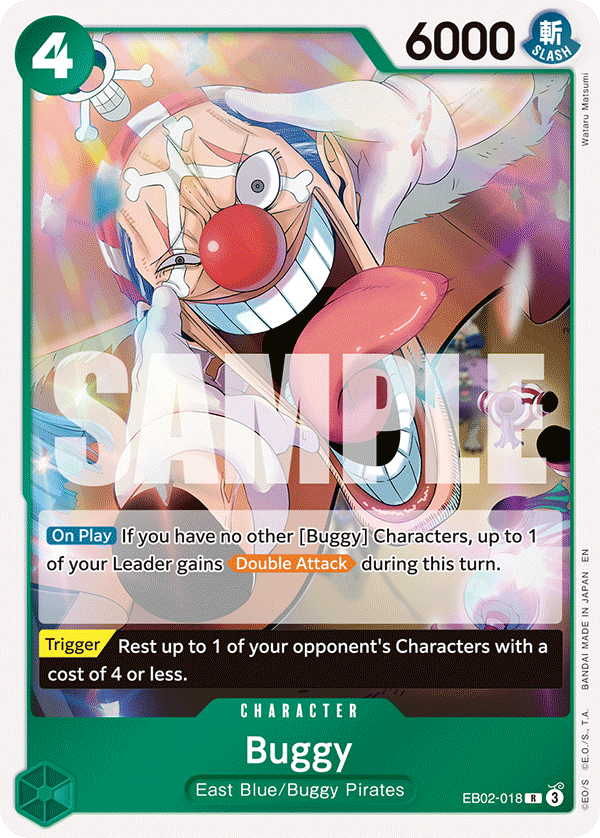 4
6000
斬
SLASH
Wataru Matsumi
SAMPLE
On Play If you have no other [Buggy] Characters, up to 1
of your Leader gains Double Attack during this turn.
Trigger Rest up to 1 of your opponent's Characters with a
cost of 4 or less.
CHARACTER
Buggy
East Blue/Buggy Pirates
EB02-018 R 3
©EO/S ©E.O./S., T.A. BANDAI MADE IN JAPAN EN